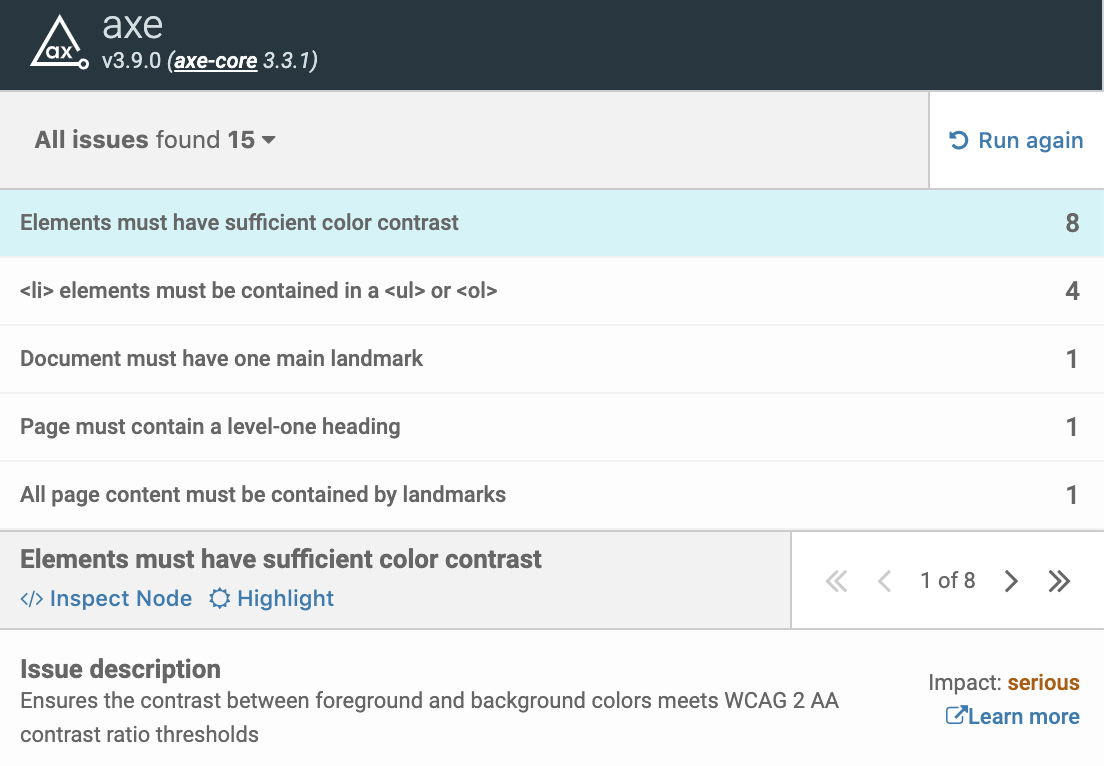 ax
axe
v3.9.0 (axe-core 3.3.1)
All issues found 15
Run again
Elements must have sufficient color contrast 8
<li> elements must be contained in a <ul> or <ol> 4
Document must have one main landmark 1
Page must contain a level-one heading 1
All page content must be contained by landmarks 1
Elements must have sufficient color contrast
</> Inspect Node Highlight
1 of 8
Issue description
Ensures the contrast between foreground and background colors meets WCAG 2 AA
contrast ratio thresholds
Impact: serious
Learn more